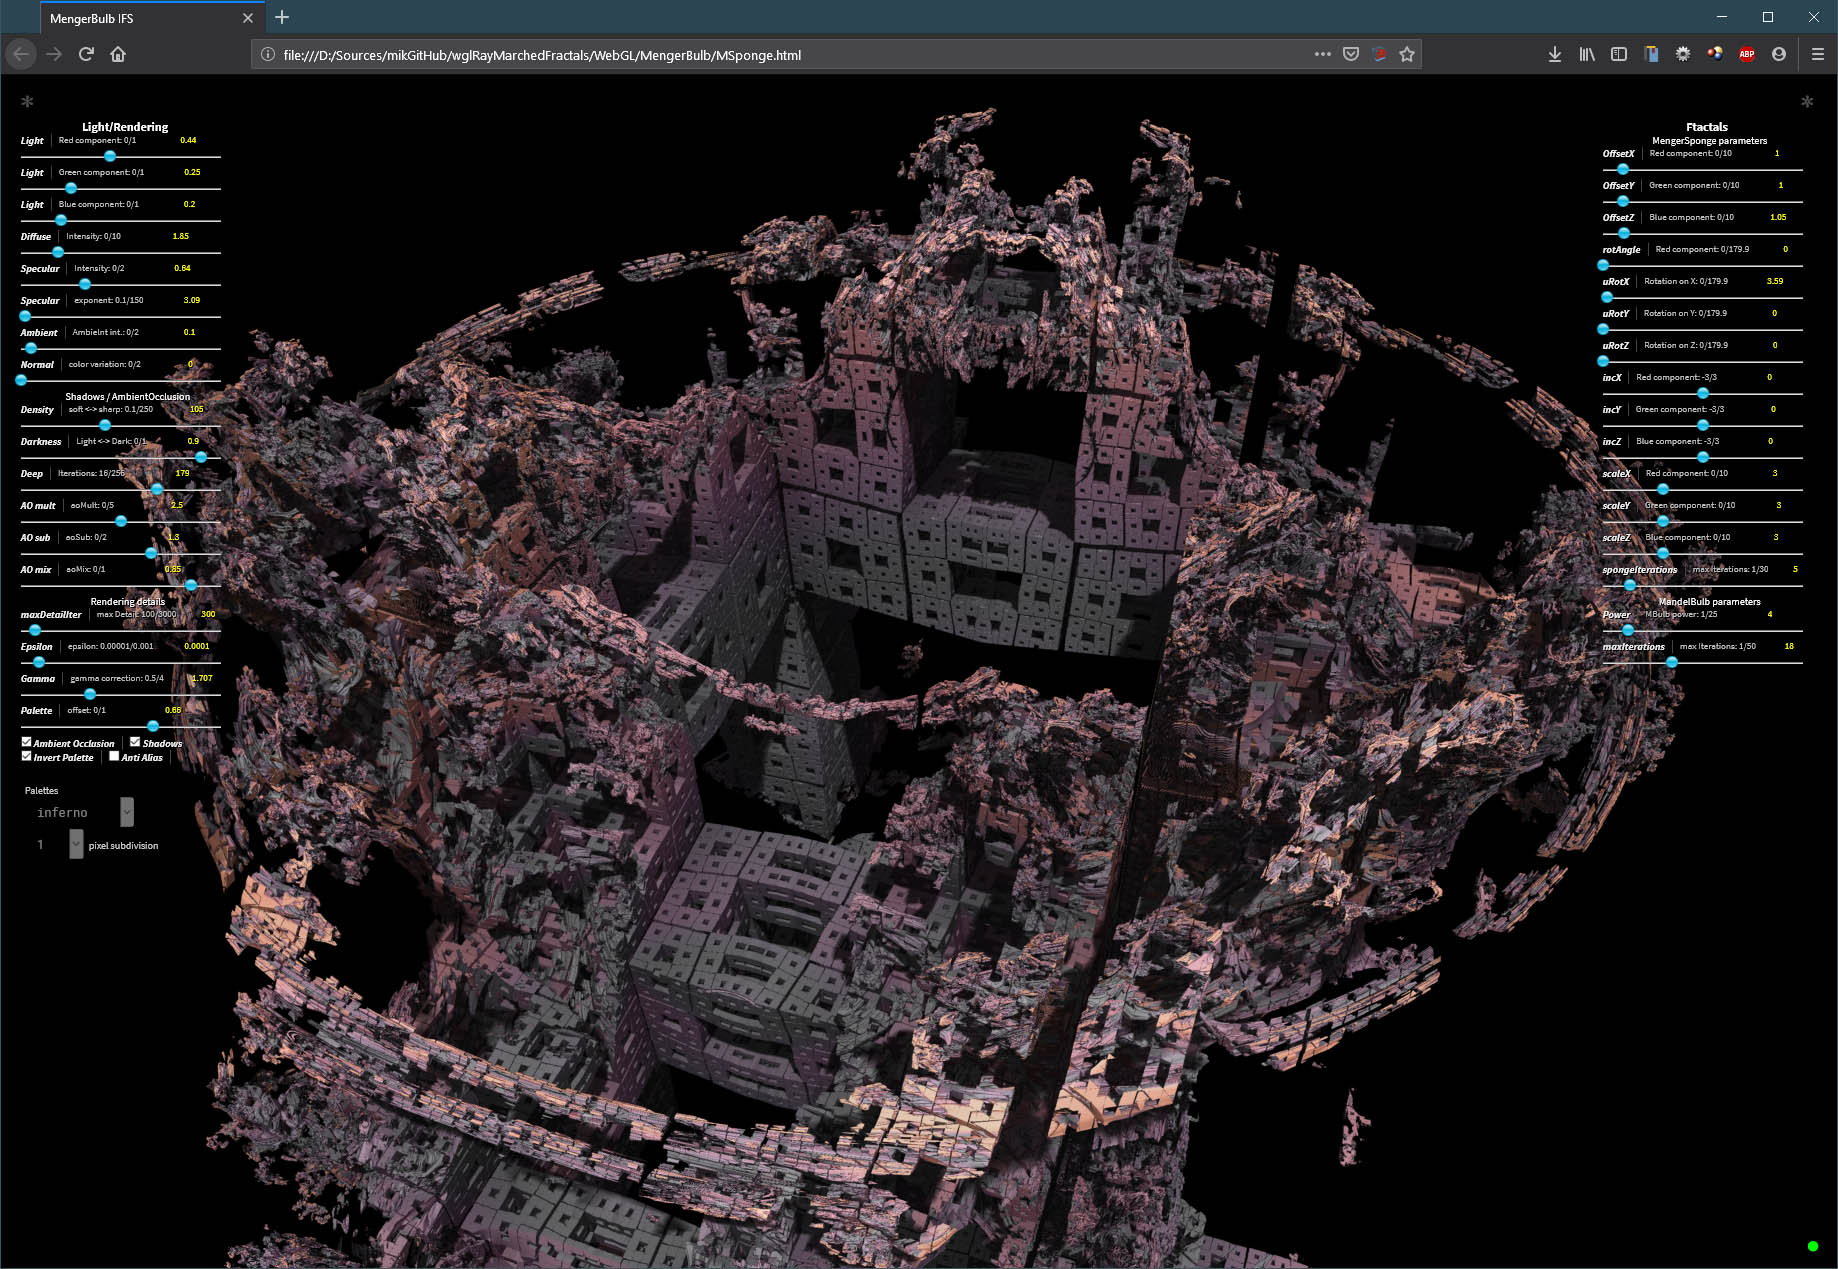 MengerBulb IFS
file:///D:/Sources/mikGitHub/wglRayMarchedFractals/WebGL/MengerBulb/MSponge.html
ABP
Light/Rendering
Light | Red component: 0/1 0.44
Light | Green component: 0/1 0.25
Light | Blue component: 0/1 0.2
Diffuse | Intensity: 0/10 1.85
Specular | Intensity: 0/2 0.64
Specular | exponent: 0.1/150 3.09
Ambient | Ambielnt int.: 0/2 0.1
Normal | color variation: 0/2 0
Shadows / AmbientOcclusion
Density | soft <-> sharp: 0.1/250 105
Darkness | Light <-> Dark: 0/1 0.9
Deep | Iterations: 16/256 179
AO mult | aoMult: 0/5 2.5
AO sub | aoSub: 0/2 1.3
AO mix | aoMix: 0/1 0.85
Rendering details
maxDetailIter | max Detail: 100/3000 300
Epsilon | epsilon: 0.00001/0.001 0.0001
Gamma | gamma correction: 0.5/4 1.707
Palette | offset: 0/1 0.66
Ambient Occlusion | Shadows
Invert Palette | Anti Alias |
Palettes
inferno
1 pixel subdivision
Ftactals
MengerSponge parameters
OffsetX | Red component: 0/10 1
OffsetY | Green component: 0/10 1
OffsetZ | Blue component: 0/10 1.05
rotAngle | Red component: 0/179.9 0
uRotX | Rotation on X: 0/179.9 3.59
uRotY | Rotation on Y: 0/179.9 0
uRotZ | Rotation on Z: 0/179.9 0
incX | Red component: -3/3 0
incY | Green component: -3/3 0
incZ | Blue component: -3/3 0
scaleX | Red component: 0/10 3
scaleY | Green component: 0/10 3
scaleZ | Blue component: 0/10 3
spongeIterations | max Iterations: 1/30 5
MandelBulb parameters
Power | MBulb power: 1/25 4
maxIterations | max Iterations: 1/50 18